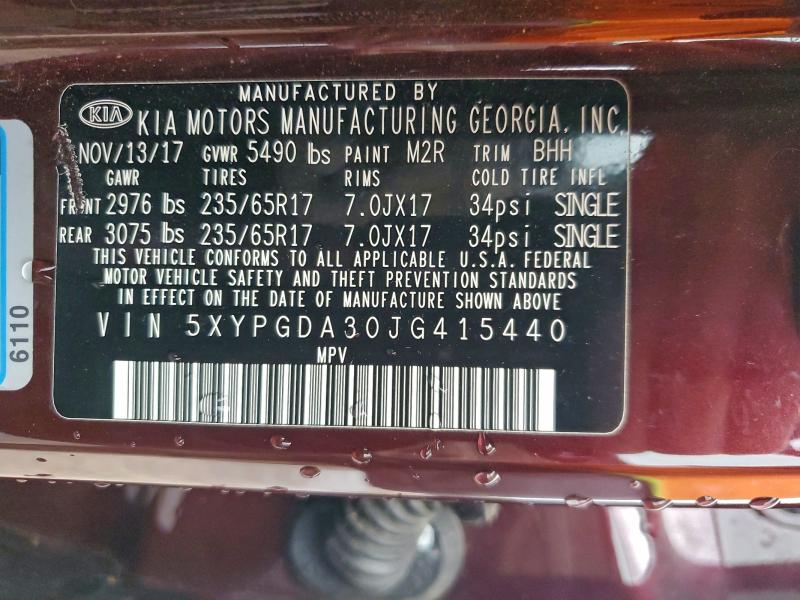 MANUFACTURED BY
KIA KIA MOTORS MANUFACTURING GEORGIA, INC.
NOV/13/17 GVWR 5490 lbs PAINT M2R TRIM BHH
GAWR TIRES RIMS COLD TIRE INFL
FRONT 2976 lbs 235/65R17 7.0JX17 34psi SINGLE
REAR 3075 lbs 235/65R17 7.0JX17 34psi SINGLE
THIS VEHICLE CONFORMS TO ALL APPLICABLE U.S.A. FEDERAL
MOTOR VEHICLE SAFETY AND THEFT PREVENTION STANDARDS
IN EFFECT ON THE DATE OF MANUFACTURE SHOWN ABOVE
VIN 5XYPGDA30JG415440
MPV
6110